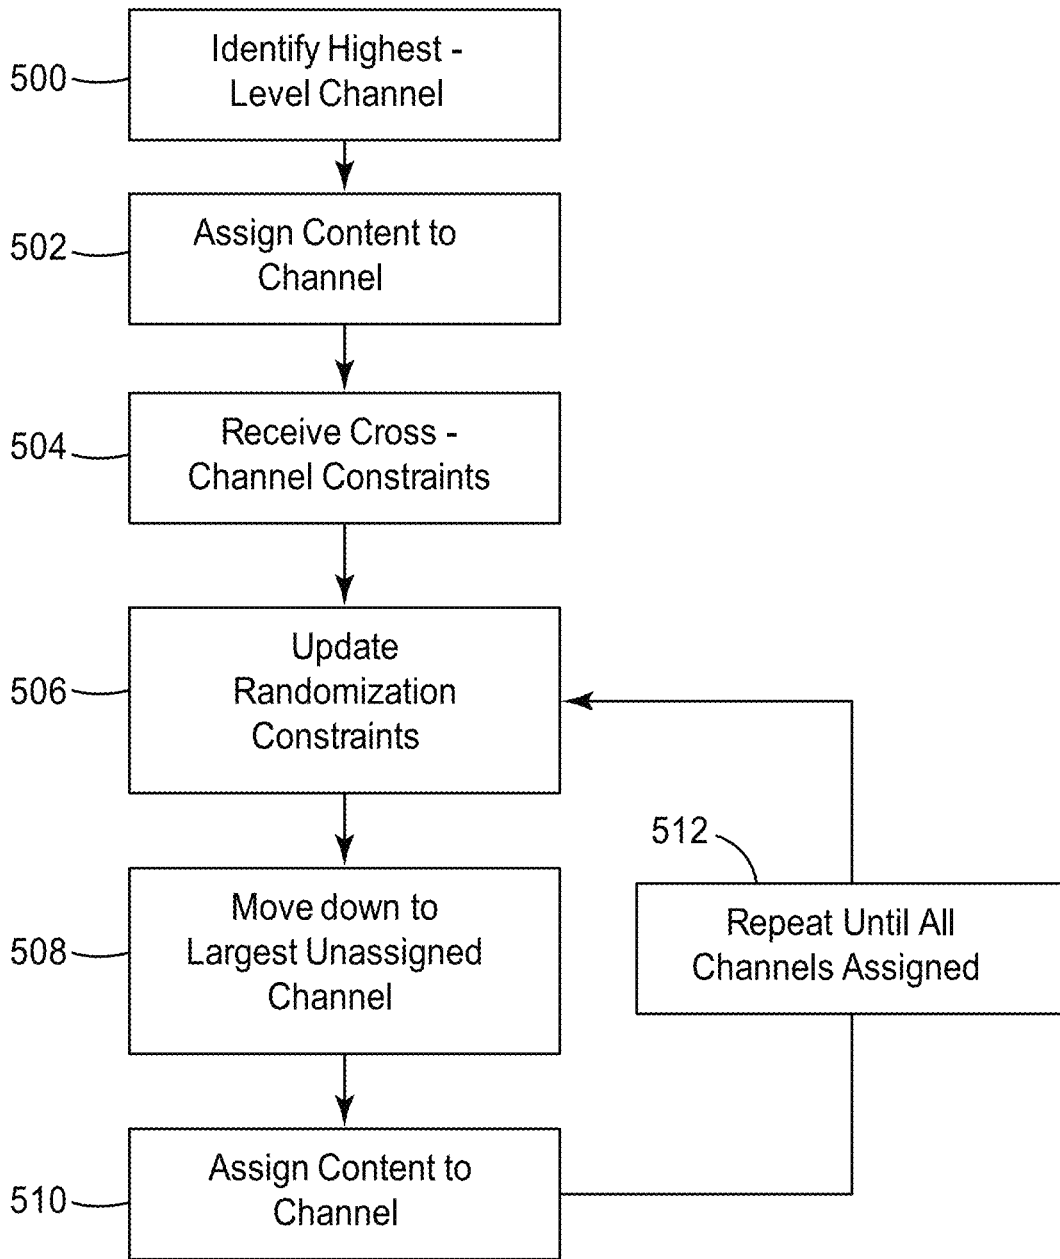 500
Identify Highest -
Level Channel
502
Assign Content to
Channel
504
Receive Cross -
Channel Constraints
506
Update
Randomization
Constraints
508
Move down to
Largest Unassigned
Channel
510
Assign Content to
Channel
512
Repeat Until All
Channels Assigned